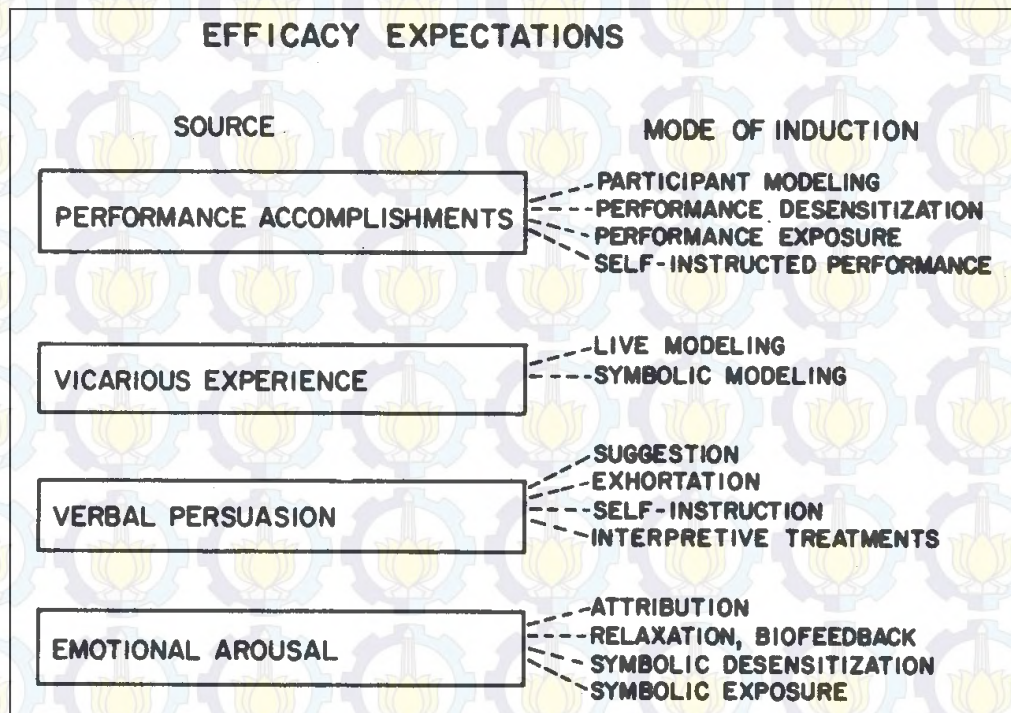 EFFICACY EXPECTATIONS
SOURCE
MODE OF INDUCTION
PERFORMANCE ACCOMPLISHMENTS
PARTICIPANT MODELING
PERFORMANCE DESENSITIZATION
PERFORMANCE EXPOSURE
SELF-INSTRUCTED PERFORMANCE
VICARIOUS EXPERIENCE
LIVE MODELING
SYMBOLIC MODELING
VERBAL PERSUASION
SUGGESTION
EXHORTATION
SELF-INSTRUCTION
INTERPRETIVE TREATMENTS
EMOTIONAL AROUSAL
ATTRIBUTION
RELAXATION, BIOFEEDBACK
SYMBOLIC DESENSITIZATION
SYMBOLIC EXPOSURE